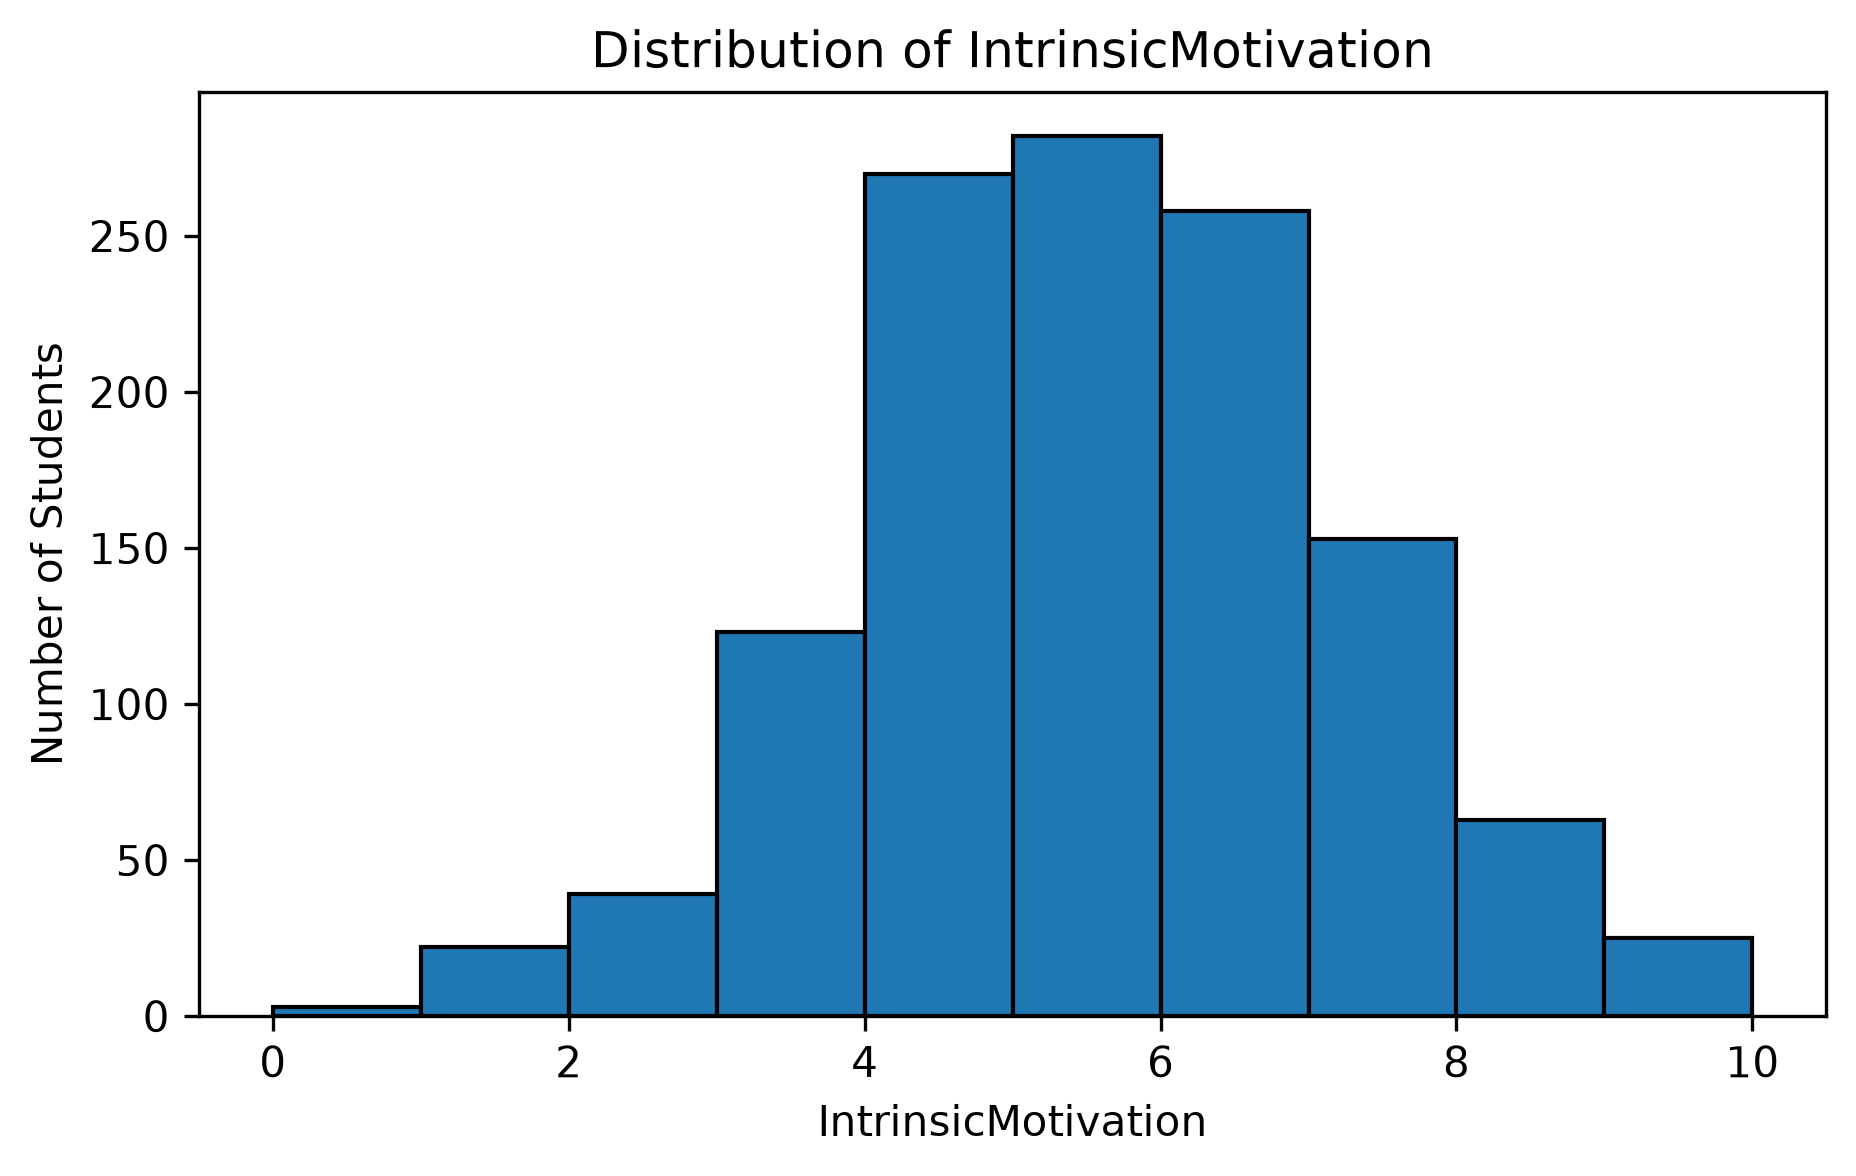 Distribution of IntrinsicMotivation
Number of Students
250
200
150
100
50
0
0 2 4 6 8 10
IntrinsicMotivation